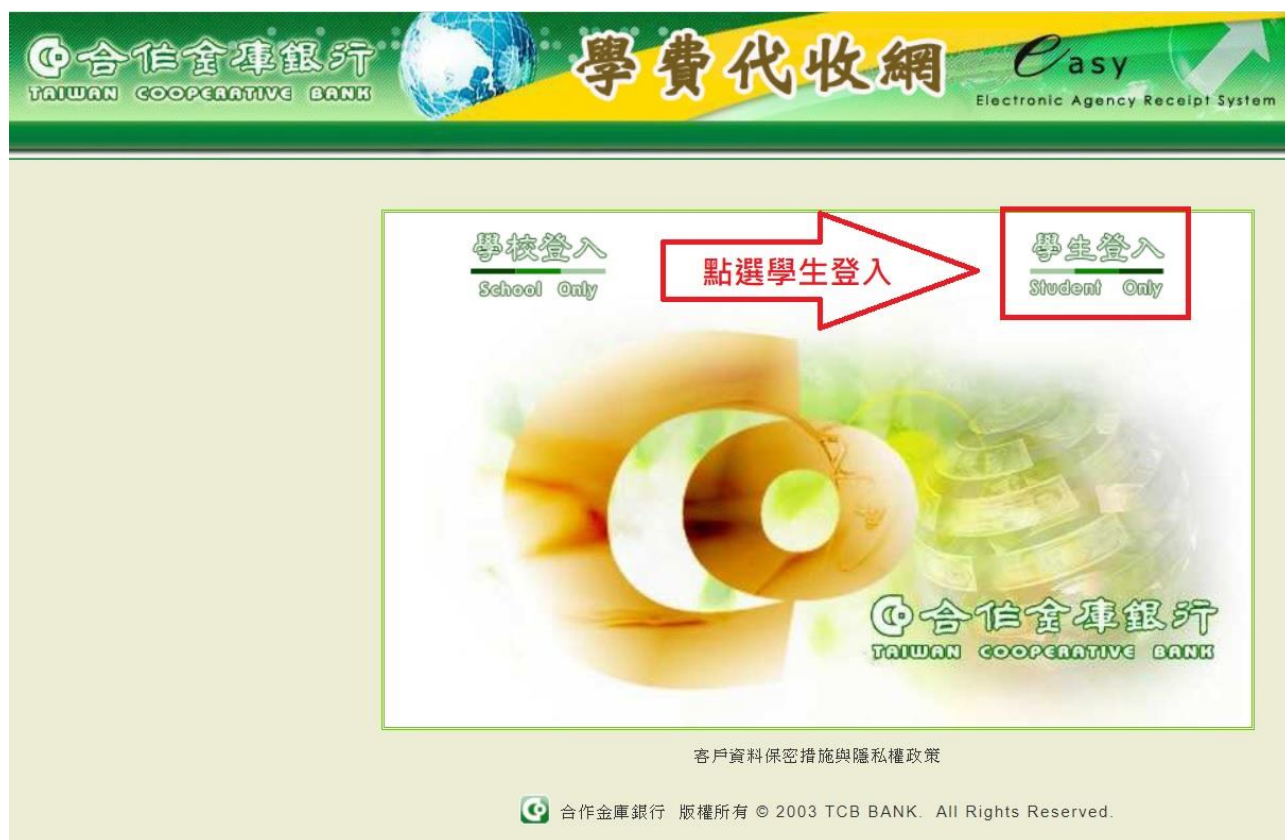 合作金庫銀行
TAIWAN COOPERATIVE BANK
學費代收網
easy
Electronic Agency Receipt System
學校登入
School Only
點選學生登入
學生登入
Student Only
合作金庫銀行
TAIWAN COOPERATIVE BANK
客戶資料保密措施與隱私權政策
合作金庫銀行 版權所有 © 2003 TCB BANK. All Rights Reserved.